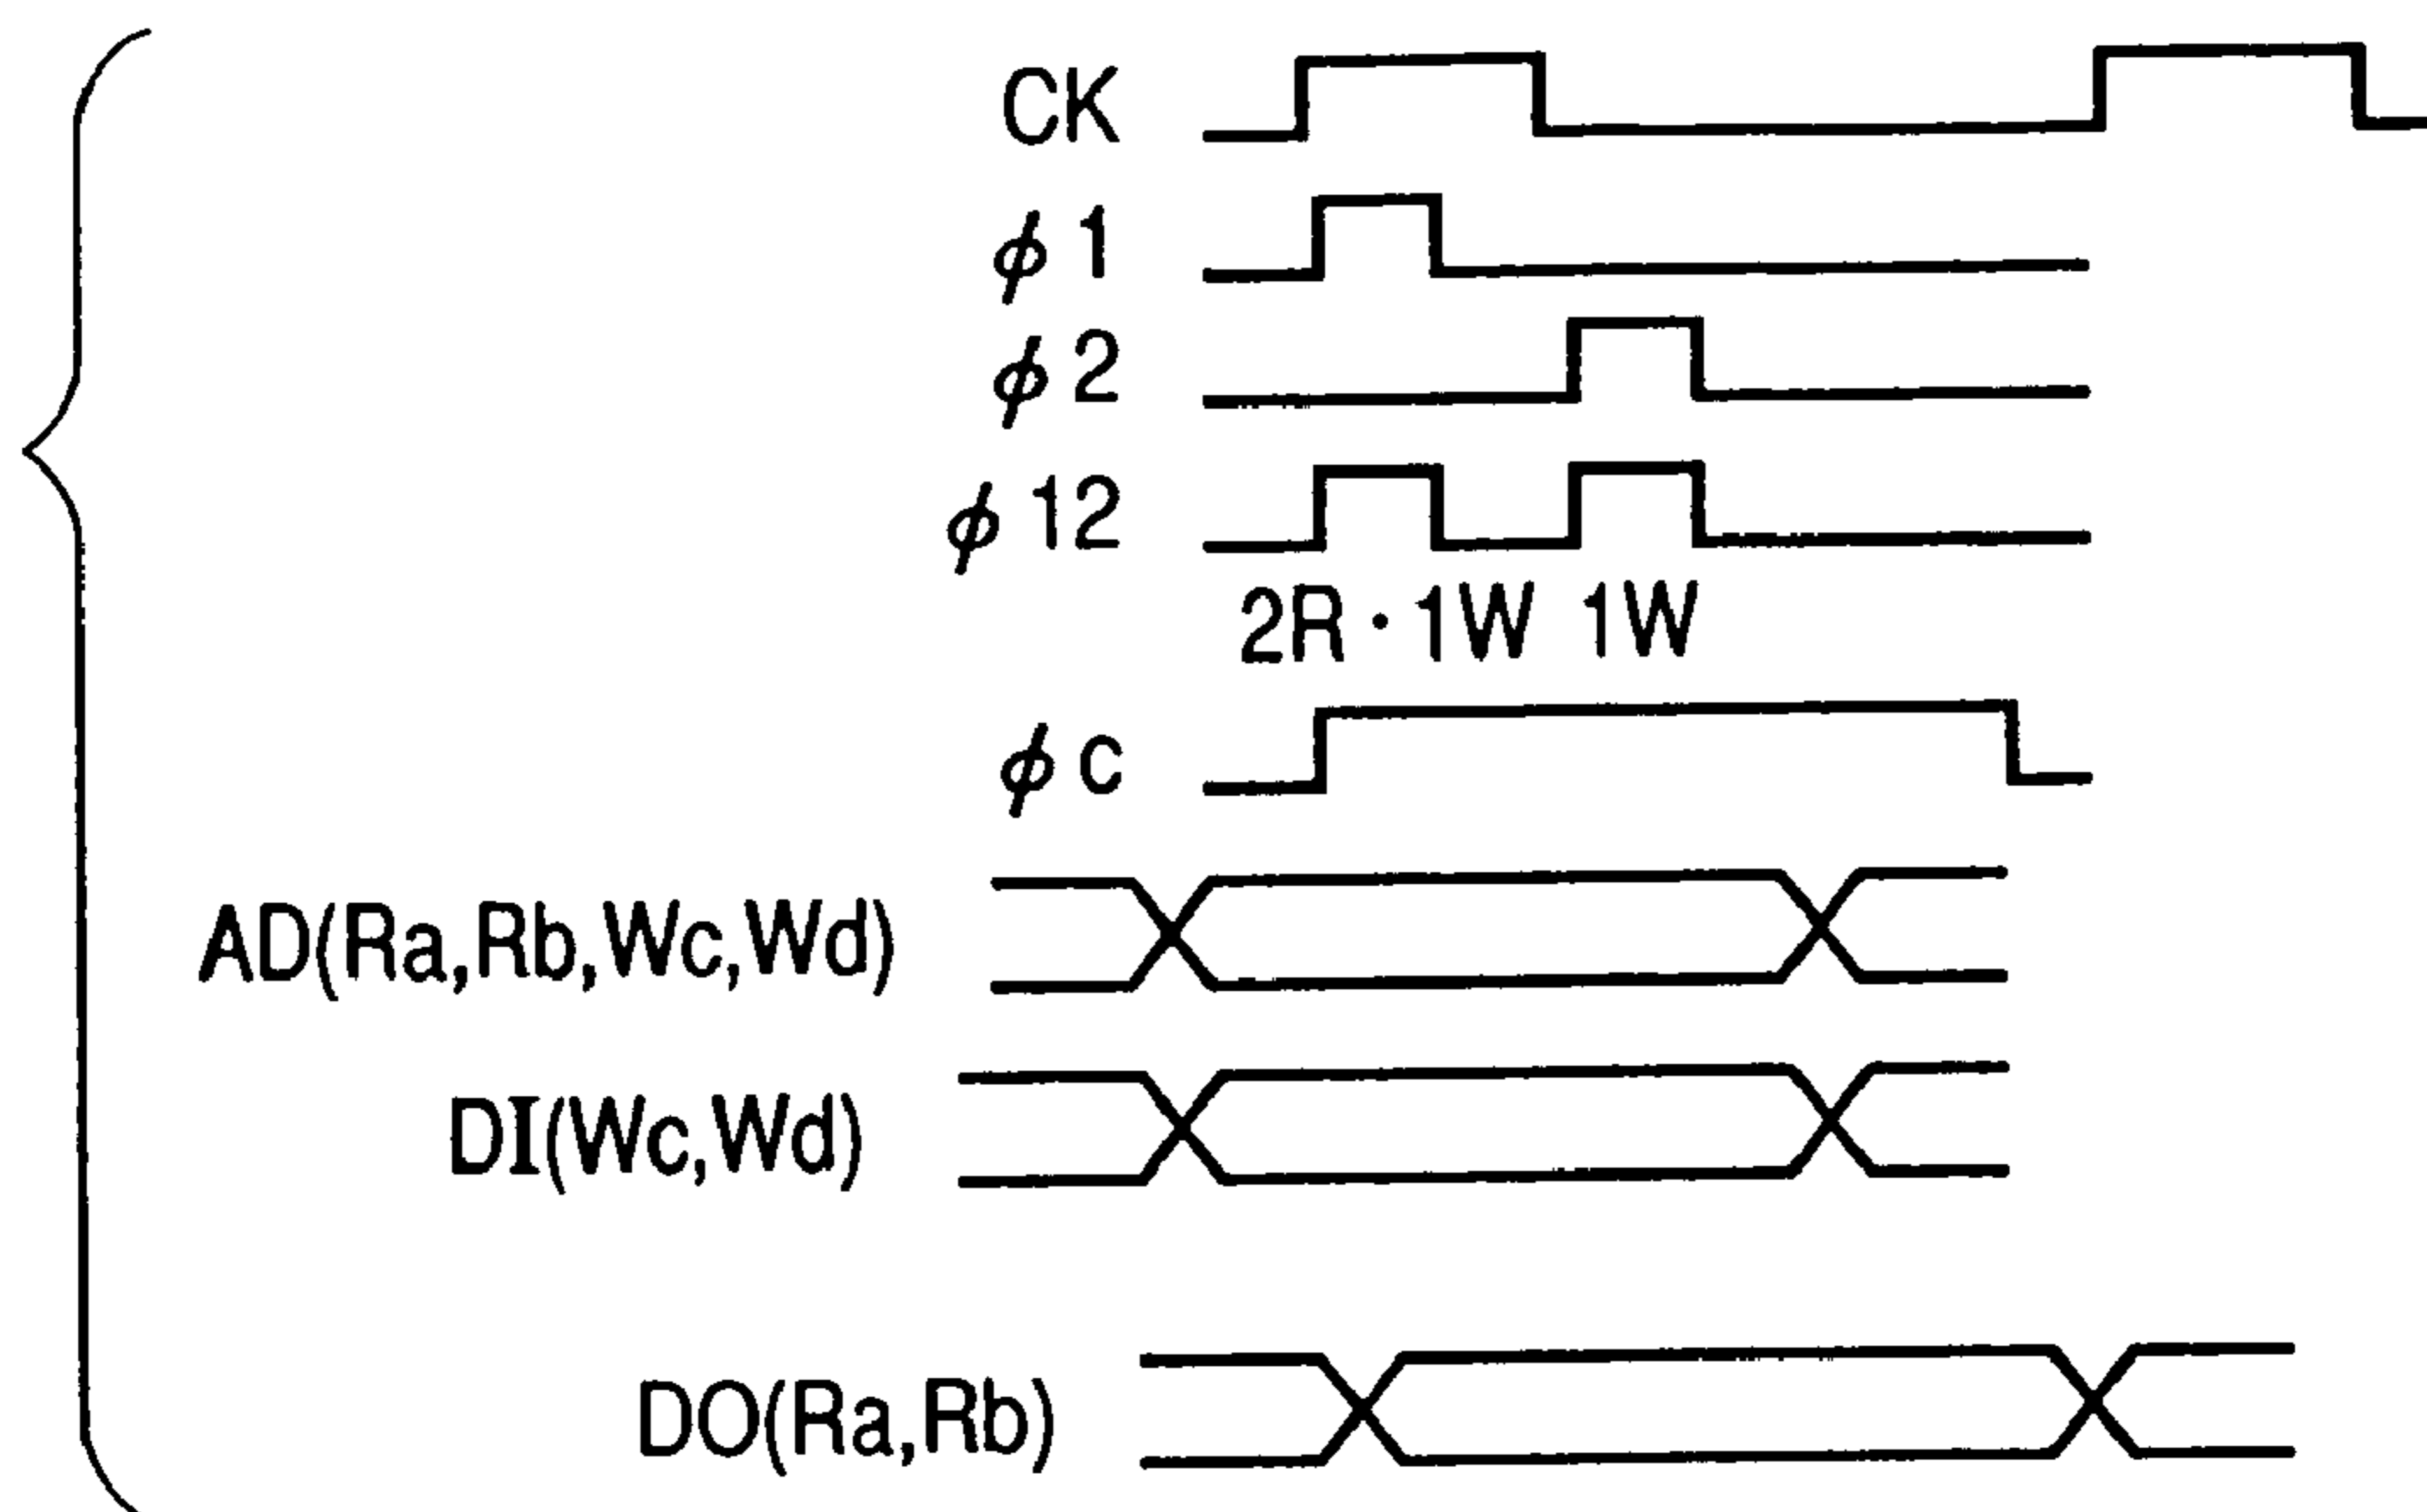 CK
ϕ1
ϕ2
ϕ12
2R・1W 1W
ϕc
AD(Ra,Rb,Wc,Wd)
DI(Wc,Wd)
DO(Ra,Rb)